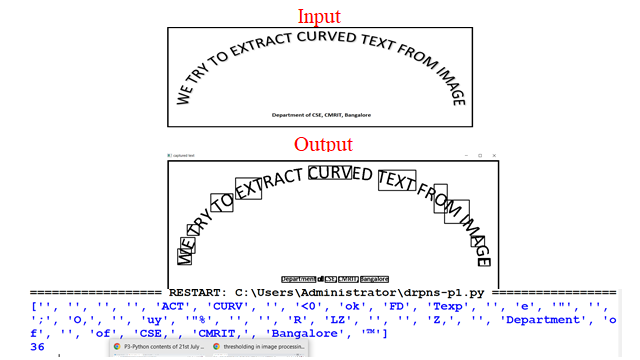 Input
WE TRY TO EXTRACT CURVED TEXT FROM IMAGE
Department of CSE, CMRIT, Bangalore
Output
captured text
WE TRY TO EXTRACT CURVED TEXT FROM IMAGE
Department of CSE, CMRIT, Bangalore
=================== RESTART: C:\Users\Administrator\drpns-p1.py ===================
['', '', '', '', 'ACT', 'CURV', '', '<0', 'ok', 'FD', 'Texp', '', 'e', '"', '',
';', 'O,', '', 'uy', '"%', '', '', 'R', 'LZ', '', '', 'Z,', '', 'Department', 'o
f', '', 'of', 'CSE,', 'CMRIT,', 'Bangalore', '™']
36
P3-Python contents of 21st July ...
thresholding in image processin...